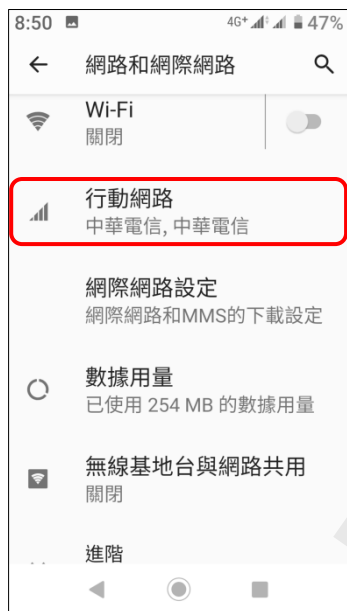 8:50 4G+ 47%
網路和網際網路
Wi-Fi
關閉
行動網路
中華電信, 中華電信
網際網路設定
網際網路和MMS的下載設定
數據用量
已使用 254 MB 的數據用量
無線基地台與網路共用
關閉
進階